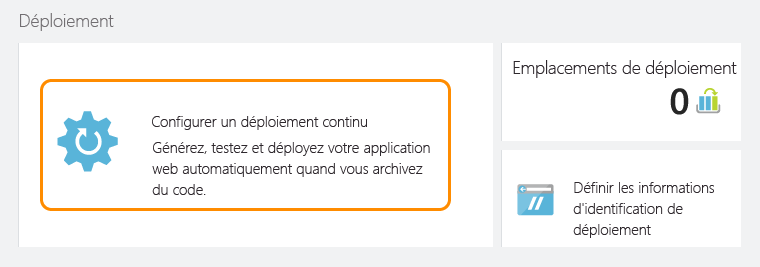 Déploiement
Configurer un déploiement continu
Générez, testez et déployez votre application
web automatiquement quand vous archivez
du code.
Emplacements de déploiement
0
Définir les informations
d'identification de
déploiement